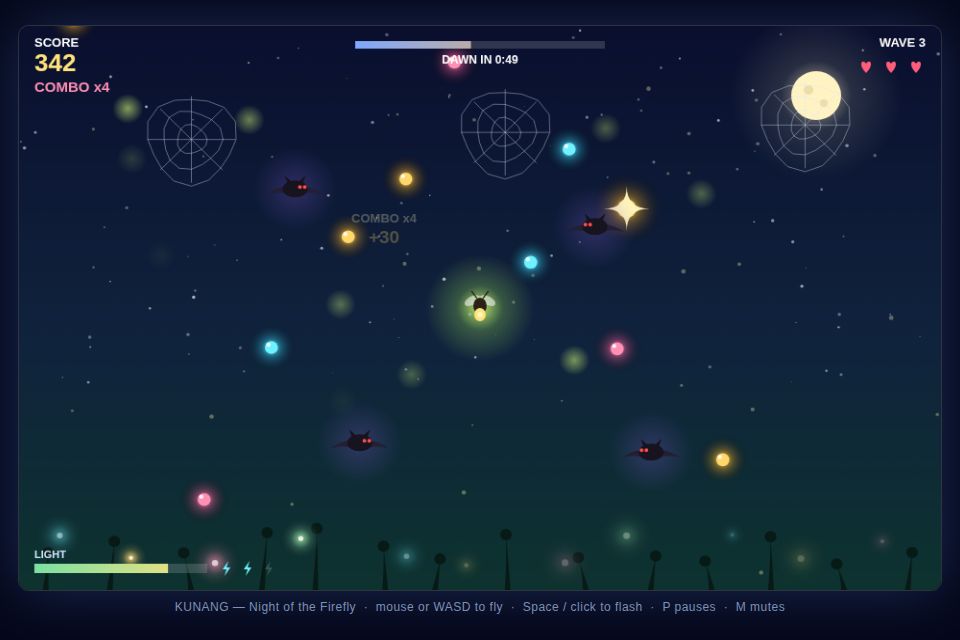 SCORE
342
COMBO x4
DAWN IN 0:49
WAVE 3
COMBO x4
+30
LIGHT
KUNANG — Night of the Firefly · mouse or WASD to fly · Space / click to flash · P pauses · M mutes